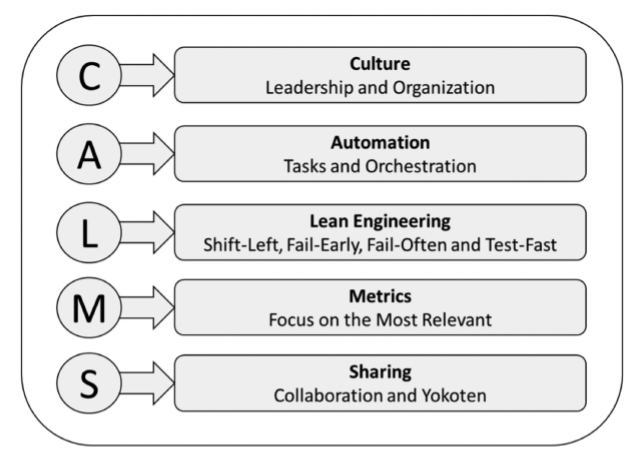 C
Culture
Leadership and Organization
A
Automation
Tasks and Orchestration
L
Lean Engineering
Shift-Left, Fail-Early, Fail-Often and Test-Fast
M
Metrics
Focus on the Most Relevant
S
Sharing
Collaboration and Yokoten